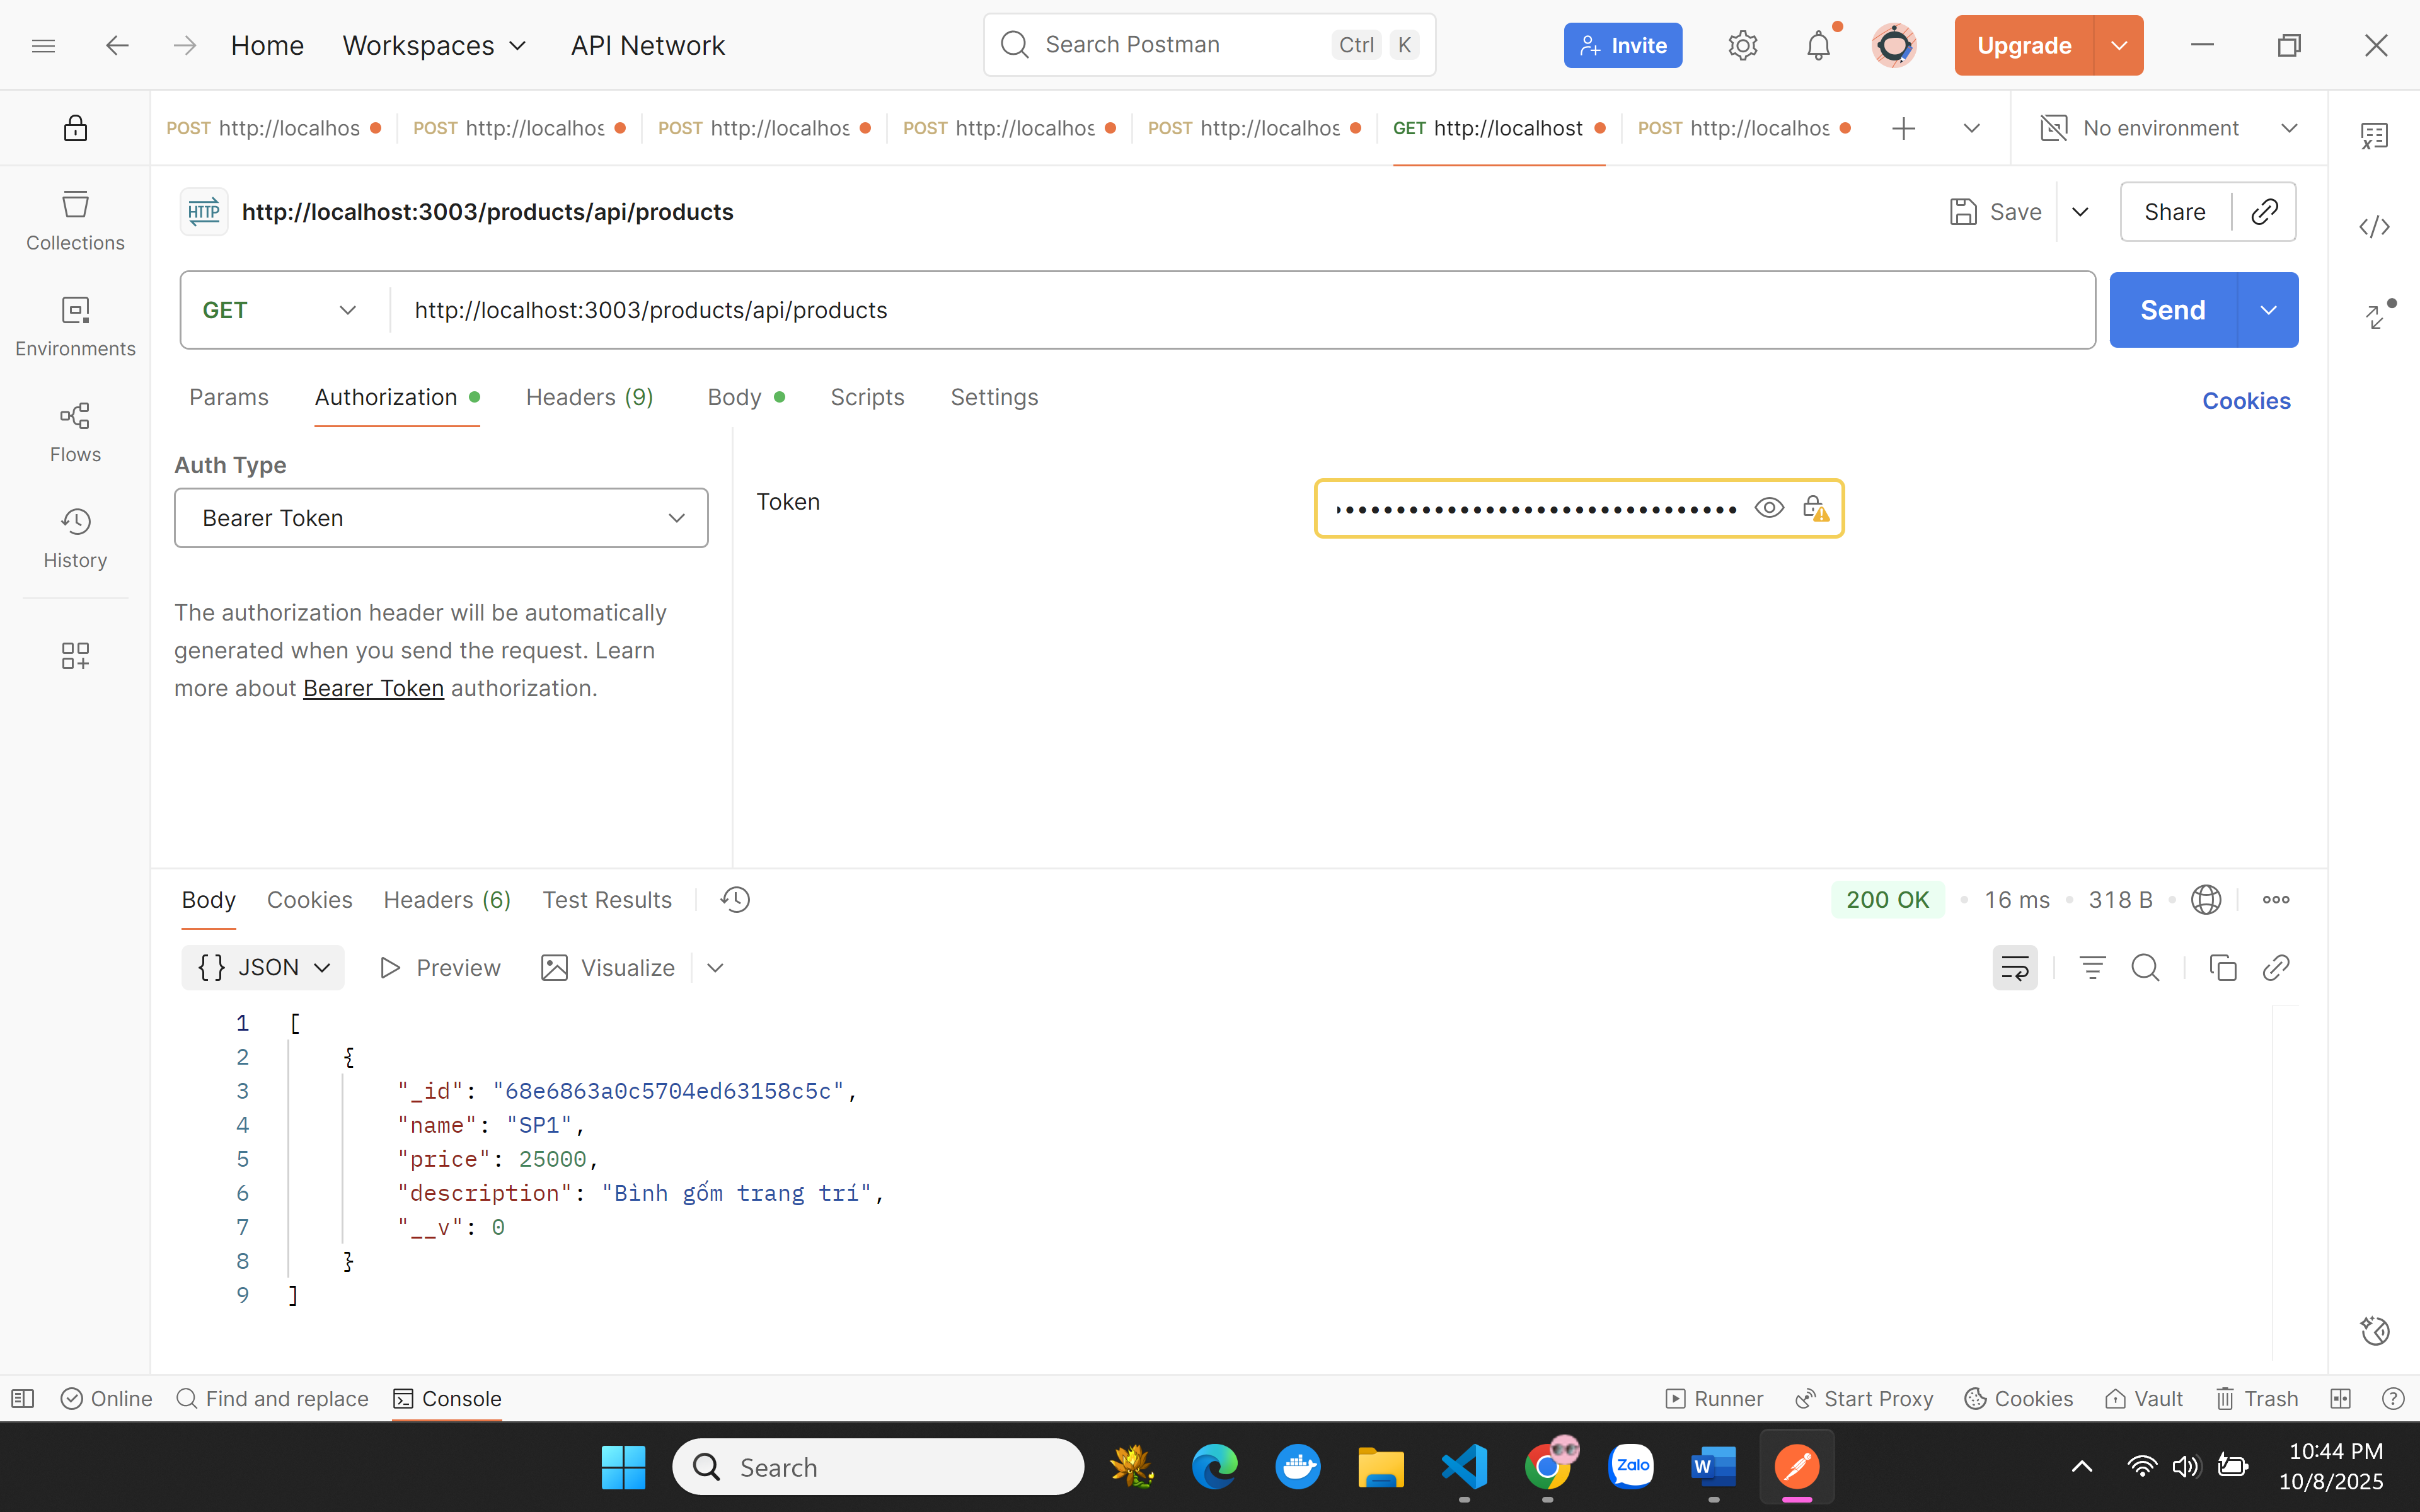 Home Workspaces API Network Search Postman Ctrl K Invite Upgrade
POST http://localhos POST http://localhos POST http://localhos POST http://localhos POST http://localhos GET http://localhost POST http://localhos No environment
HTTP http://localhost:3003/products/api/products Save Share
GET http://localhost:3003/products/api/products Send
Params Authorization Headers (9) Body Scripts Settings Cookies
Collections
Environments
Flows
History
Auth Type
Bearer Token
The authorization header will be automatically
generated when you send the request. Learn
more about Bearer Token authorization.
Token
Body Cookies Headers (6) Test Results 200 OK 16 ms 318 B
{} JSON Preview Visualize
1 [
2 {
3 "_id": "68e6863a0c5704ed63158c5c",
4 "name": "SP1",
5 "price": 25000,
6 "description": "Bình gốm trang trí",
7 "__v": 0
8 }
9 ]
Online Find and replace Console Runner Start Proxy Cookies Vault Trash
Search Zalo W 10:44 PM
10/8/2025